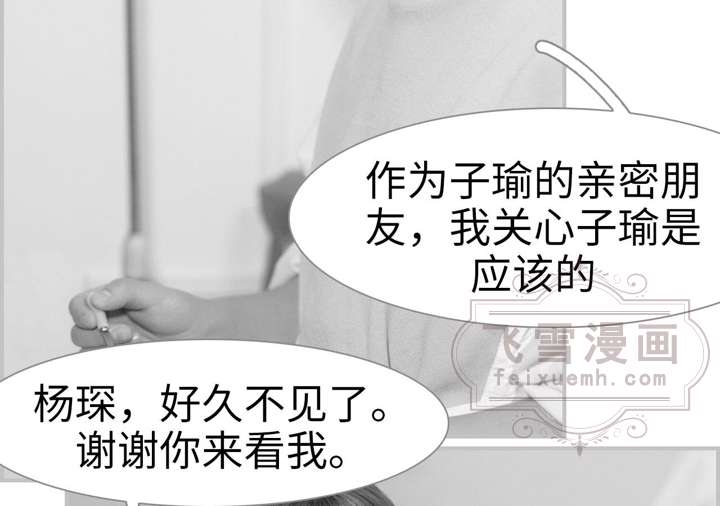 作为子瑜的亲密朋
友，我关心子瑜是
应该的
飞雪漫画
feixuemh.com
杨琛，好久不见了。
谢谢你来看我。